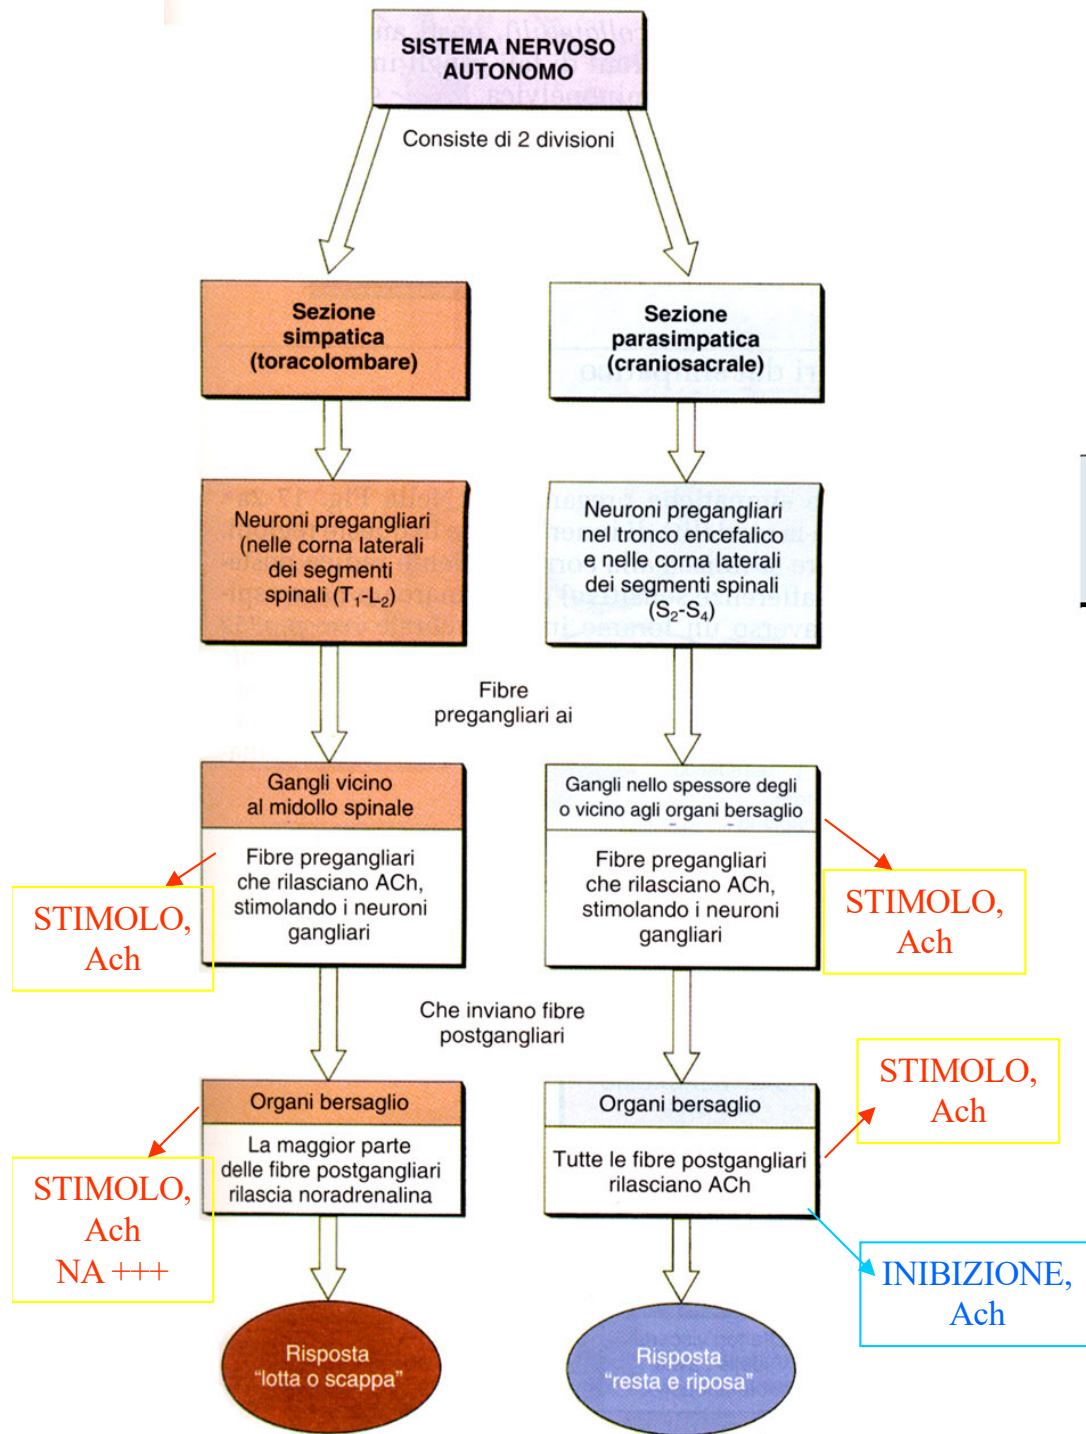 SISTEMA NERVOSO
AUTONOMO
Consiste di 2 divisioni
Sezione
simpatica
(toracolombare)
Sezione
parasimpatica
(craniosacrale)
Neuroni pregangliari
(nelle corna laterali
dei segmenti
spinali (T₁-L₂)
Neuroni pregangliari
nel tronco encefalico
e nelle corna laterali
dei segmenti spinali
(S₂-S₄)
Fibre
pregangliari ai
Gangli vicino
al midollo spinale
Fibre pregangliari
che rilasciano ACh,
stimolando i neuroni
gangliari
STIMOLO,
Ach
Gangli nello spessore degli
o vicino agli organi bersaglio
Fibre pregangliari
che rilasciano ACh,
stimolando i neuroni
gangliari
STIMOLO,
Ach
Che inviano fibre
postgangliari
Organi bersaglio
La maggior parte
delle fibre postgangliari
rilascia noradrenalina
STIMOLO,
Ach
NA +++
Organi bersaglio
Tutte le fibre postgangliari
rilasciano ACh
STIMOLO,
Ach
INIBIZIONE,
Ach
Risposta
“lotta o scappa”
Risposta
“resta e riposa”